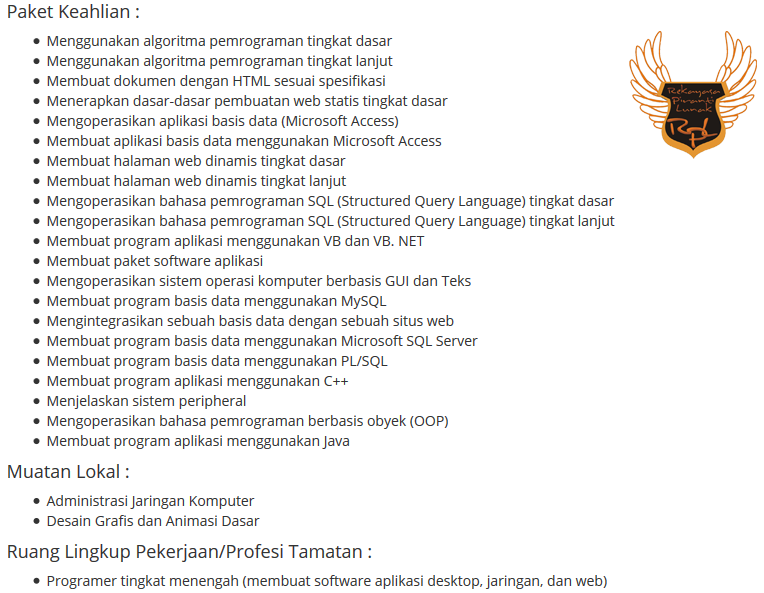 Paket Keahlian :
Menggunakan algoritma pemrograman tingkat dasar
Menggunakan algoritma pemrograman tingkat lanjut
Membuat dokumen dengan HTML sesuai spesifikasi
Menerapkan dasar-dasar pembuatan web statis tingkat dasar
Mengoperasikan aplikasi basis data (Microsoft Access)
Membuat aplikasi basis data menggunakan Microsoft Access
Membuat halaman web dinamis tingkat dasar
Membuat halaman web dinamis tingkat lanjut
Mengoperasikan bahasa pemrograman SQL (Structured Query Language) tingkat dasar
Mengoperasikan bahasa pemrograman SQL (Structured Query Language) tingkat lanjut
Membuat program aplikasi menggunakan VB dan VB. NET
Membuat paket software aplikasi
Mengoperasikan sistem operasi komputer berbasis GUI dan Teks
Membuat program basis data menggunakan MySQL
Mengintegrasikan sebuah basis data dengan sebuah situs web
Membuat program basis data menggunakan Microsoft SQL Server
Membuat program basis data menggunakan PL/SQL
Membuat program aplikasi menggunakan C++
Menjelaskan sistem peripheral
Mengoperasikan bahasa pemrograman berbasis obyek (OOP)
Membuat program aplikasi menggunakan Java
Muatan Lokal :
Administrasi Jaringan Komputer
Desain Grafis dan Animasi Dasar
Ruang Lingkup Pekerjaan/Profesi Tamatan :
Programer tingkat menengah (membuat software aplikasi desktop, jaringan, dan web)
Rekayasa
Piranti
Lunak
RPL